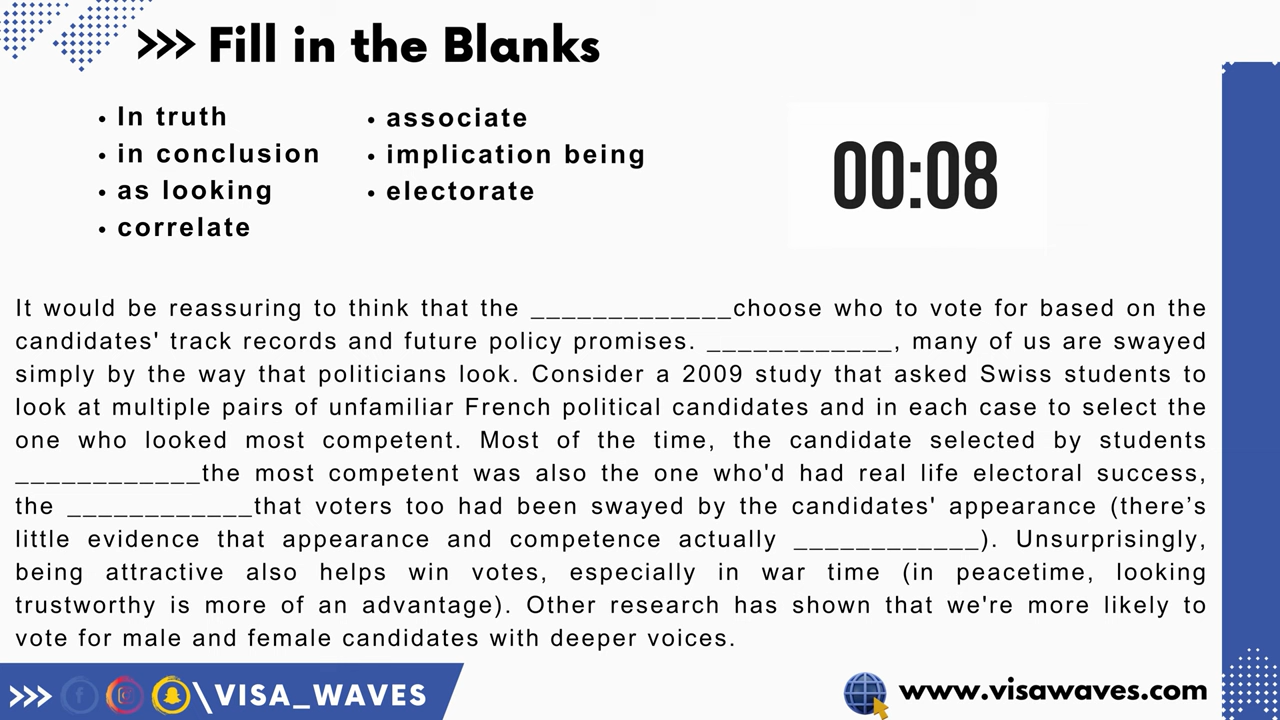 >>> Fill in the Blanks
• In truth
• in conclusion
• as looking
• correlate
• associate
• implication being
• electorate
00:08
It would be reassuring to think that the _____________choose who to vote for based on the
candidates' track records and future policy promises. ____________, many of us are swayed
simply by the way that politicians look. Consider a 2009 study that asked Swiss students to
look at multiple pairs of unfamiliar French political candidates and in each case to select the
one who looked most competent. Most of the time, the candidate selected by students
____________the most competent was also the one who'd had real life electoral success,
the ____________that voters too had been swayed by the candidates' appearance (there’s
little evidence that appearance and competence actually ____________). Unsurprisingly,
being attractive also helps win votes, especially in war time (in peacetime, looking
trustworthy is more of an advantage). Other research has shown that we're more likely to
vote for male and female candidates with deeper voices.
>>> \VISA_WAVES
www.visawaves.com